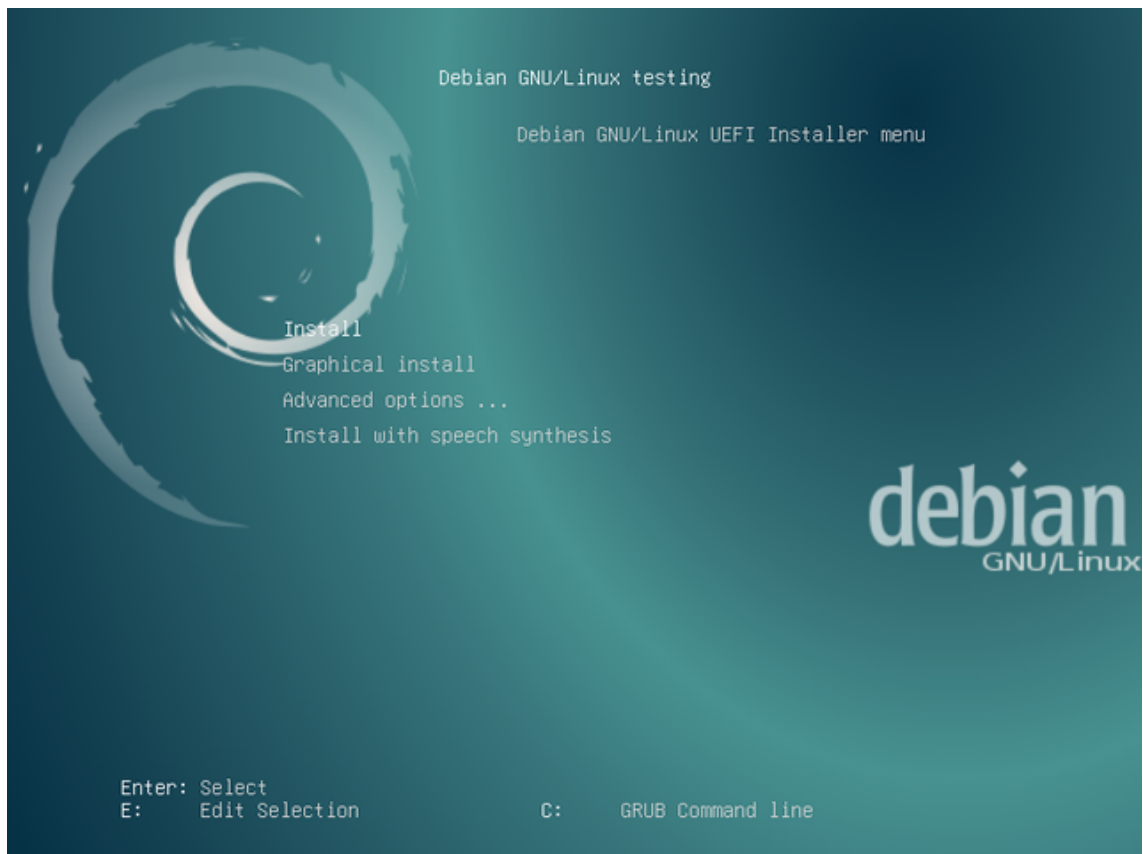 Debian GNU/Linux testing
Debian GNU/Linux UEFI Installer menu
Install
Graphical install
Advanced options ...
Install with speech synthesis
debian
GNU/Linux
Enter: Select
E: Edit Selection C: GRUB Command line